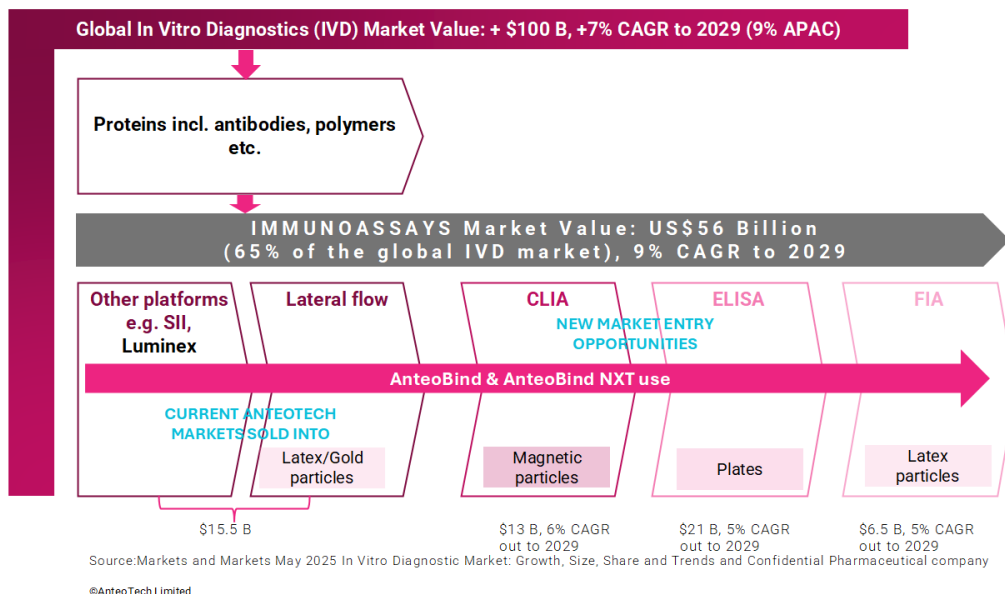 Global In Vitro Diagnostics (IVD) Market Value: + $100 B, +7% CAGR to 2029 (9% APAC)
Proteins incl. antibodies, polymers
etc.
IMMUNOASSAYS Market Value: US$56 Billion
(65% of the global IVD market), 9% CAGR to 2029
Other platforms
e.g. SII,
Luminex
Lateral flow
CLIA
ELISA
FIA
NEW MARKET ENTRY
OPPORTUNITIES
AnteoBind & AnteoBind NXT use
CURRENT ANTEOTECH
MARKETS SOLD INTO
Latex/Gold
particles
Magnetic
particles
Plates
Latex
particles
$15.5 B
$13 B, 6% CAGR
out to 2029
$21 B, 5% CAGR
out to 2029
$6.5 B, 5% CAGR
out to 2029
Source:Markets and Markets May 2025 In Vitro Diagnostic Market: Growth, Size, Share and Trends and Confidential Pharmaceutical company
©AnteoTech Limited